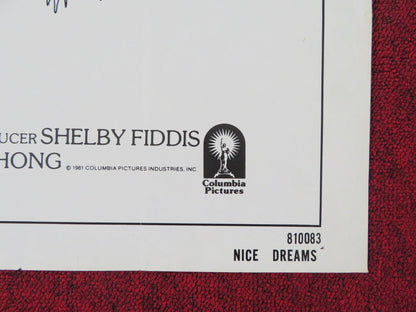 UCER SHELBY FIDDIS
HONG © 1981 COLUMBIA PICTURES INDUSTRIES, INC
Columbia
Pictures
810083
NICE DREAMS